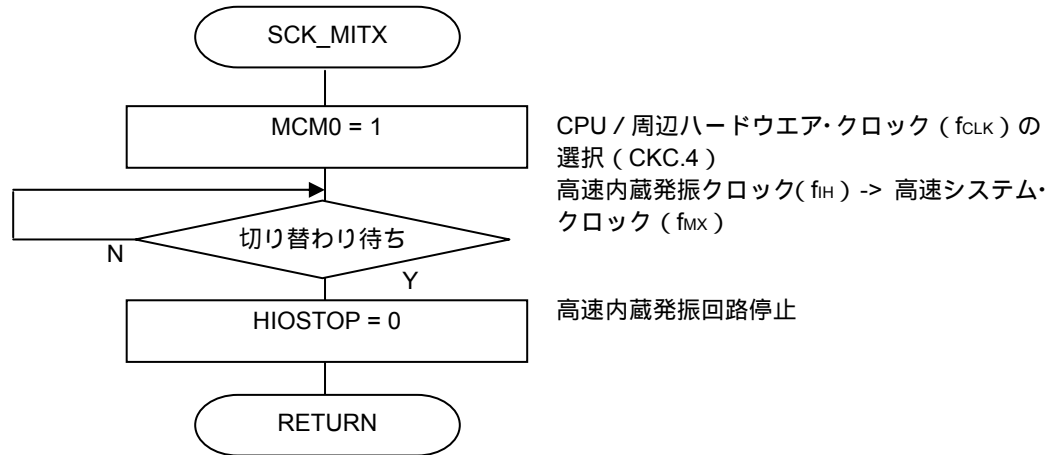 SCK_MITX
MCM0 = 1
CPU / 周辺ハードウエア・クロック ( fCLK ) の
選択 ( CKC.4 )
高速内蔵発振クロック( fIH ) -> 高速システム・
クロック ( fMX )
切り替わり待ち
N
Y
HIOSTOP = 0
高速内蔵発振回路停止
RETURN